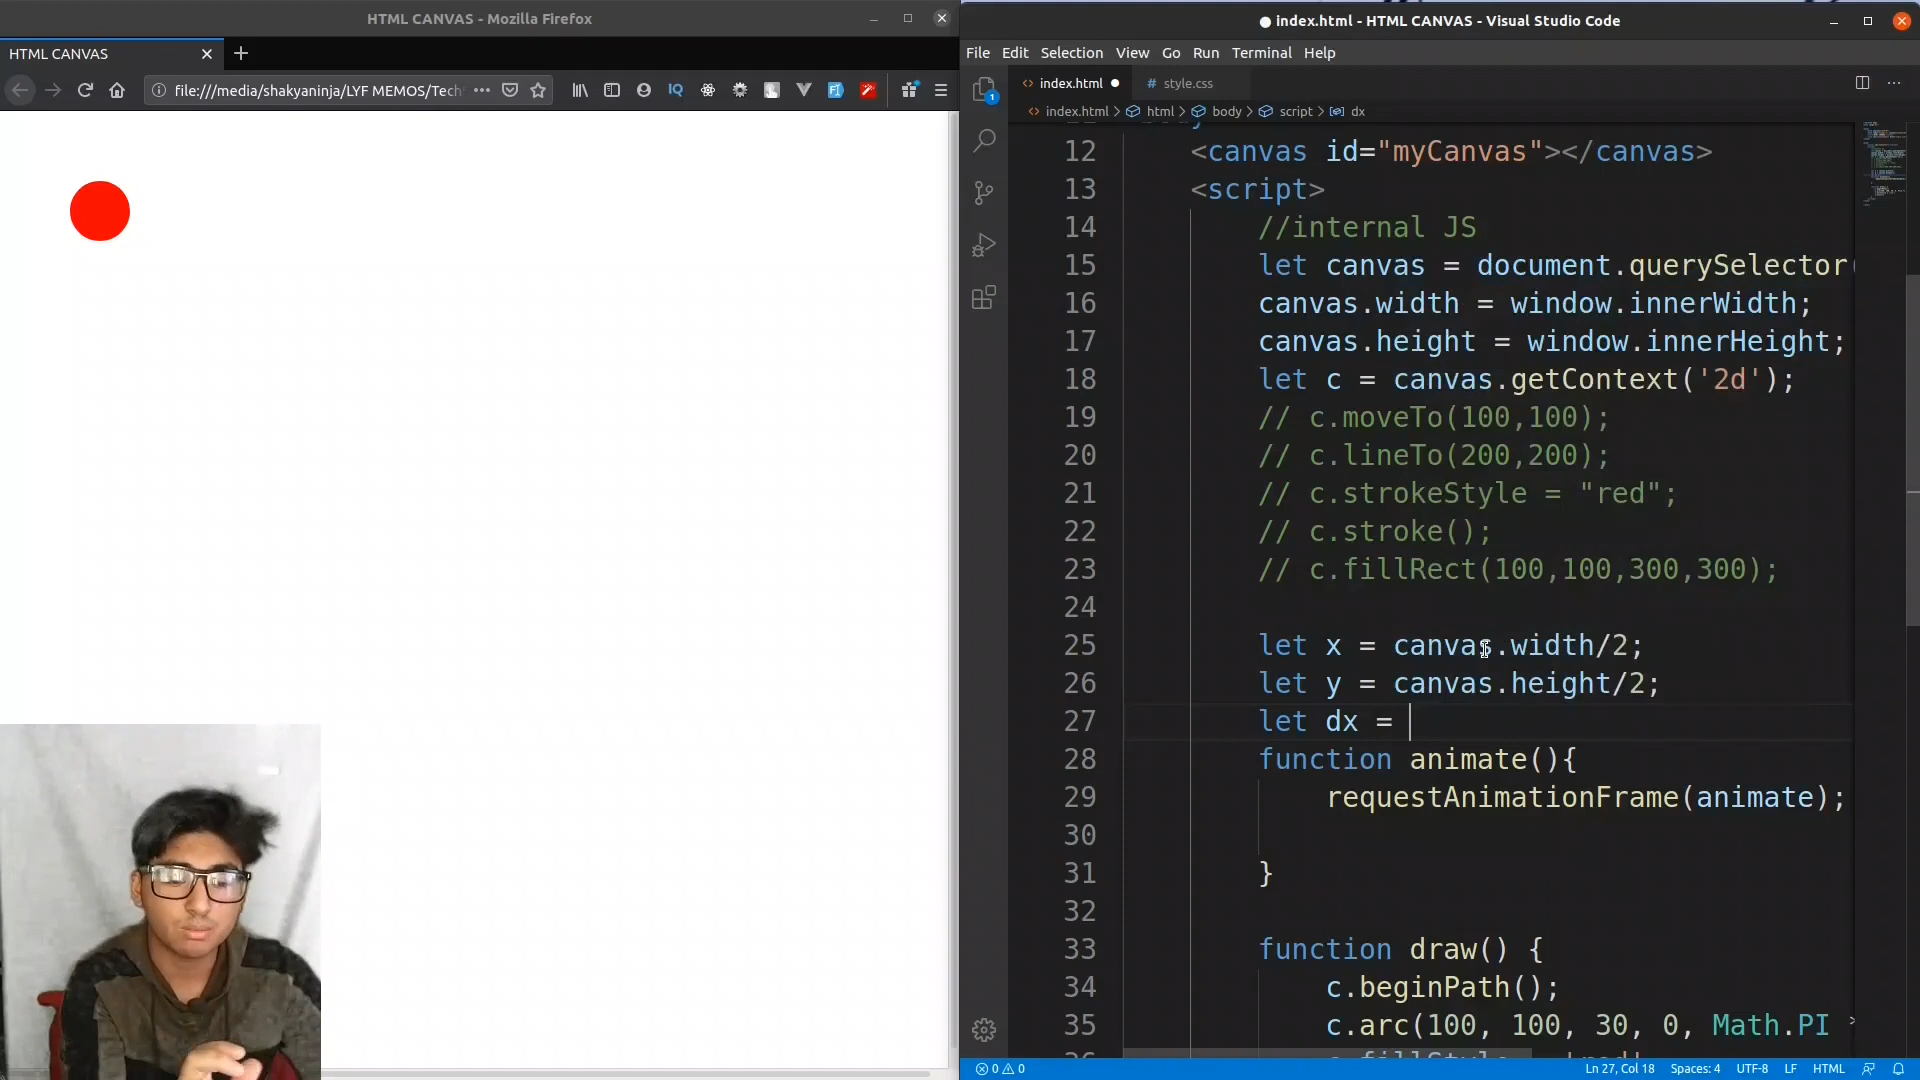 HTML CANVAS - Mozilla Firefox
HTML CANVAS
file:///media/shakyaninja/LYF MEMOS/Tech
IQ
index.html - HTML CANVAS - Visual Studio Code
File Edit Selection View Go Run Terminal Help
index.html
# style.css
index.html > html > body > script > dx
1
12 <canvas id="myCanvas"></canvas>
13 <script>
14 //internal JS
15 let canvas = document.querySelector(
16 canvas.width = window.innerWidth;
17 canvas.height = window.innerHeight;
18 let c = canvas.getContext('2d');
19 // c.moveTo(100,100);
20 // c.lineTo(200,200);
21 // c.strokeStyle = "red";
22 // c.stroke();
23 // c.fillRect(100,100,300,300);
24
25 let x = canvas.width/2;
26 let y = canvas.height/2;
27 let dx =
28 function animate(){
29 requestAnimationFrame(animate);
30
31 }
32
33 function draw() {
34 c.beginPath();
35 c.arc(100, 100, 30, 0, Math.PI
0 0
Ln 27, Col 18 Spaces: 4 UTF-8 LF HTML